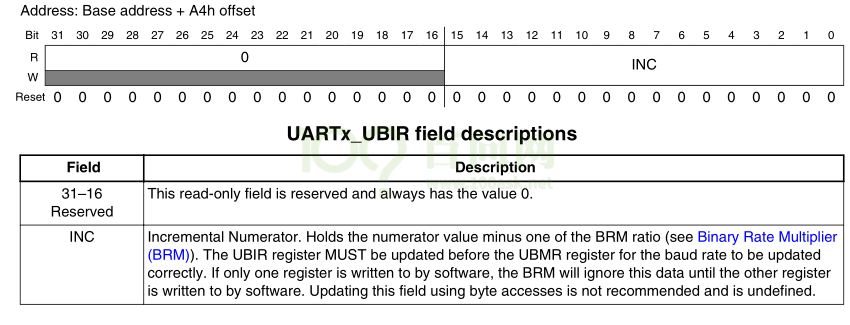 Address: Base address + A4h offset
Bit 31 30 29 28 27 26 25 24 23 22 21 20 19 18 17 16 15 14 13 12 11 10 9 8 7 6 5 4 3 2 1 0
R 0 INC
W
Reset 0 0 0 0 0 0 0 0 0 0 0 0 0 0 0 0 0 0 0 0 0 0 0 0 0 0 0 0 0 0 0 0
UARTx_UBIR field descriptions
Field Description
31–16 This read-only field is reserved and always has the value 0.
Reserved
INC Incremental Numerator. Holds the numerator value minus one of the BRM ratio (see Binary Rate Multiplier
(BRM)). The UBIR register MUST be updated before the UBMR register for the baud rate to be updated
correctly. If only one register is written to by software, the BRM will ignore this data until the other register
is written to by software. Updating this field using byte accesses is not recommended and is undefined.